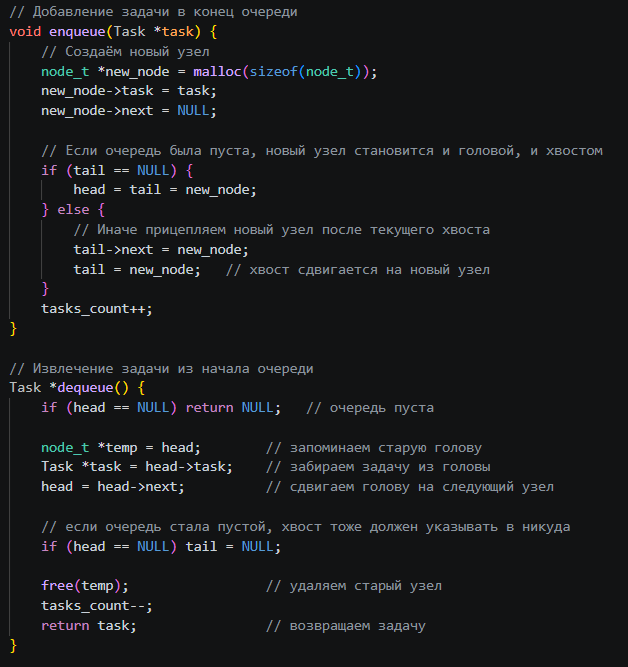 // Добавление задачи в конец очереди
void enqueue(Task *task) {
    // Создаём новый узел
    node_t *new_node = malloc(sizeof(node_t));
    new_node->task = task;
    new_node->next = NULL;

    // Если очередь была пуста, новый узел становится и головой, и хвостом
    if (tail == NULL) {
        head = tail = new_node;
    } else {
        // Иначе прицепляем новый узел после текущего хвоста
        tail->next = new_node;
        tail = new_node;   // хвост сдвигается на новый узел
    }
    tasks_count++;
}

// Извлечение задачи из начала очереди
Task *dequeue() {
    if (head == NULL) return NULL;   // очередь пуста

    node_t *temp = head;        // запоминаем старую голову
    Task *task = head->task;    // забираем задачу из головы
    head = head->next;          // сдвигаем голову на следующий узел

    // если очередь стала пустой, хвост тоже должен указывать в никуда
    if (head == NULL) tail = NULL;

    free(temp);                 // удаляем старый узел
    tasks_count--;
    return task;                // возвращаем задачу
}